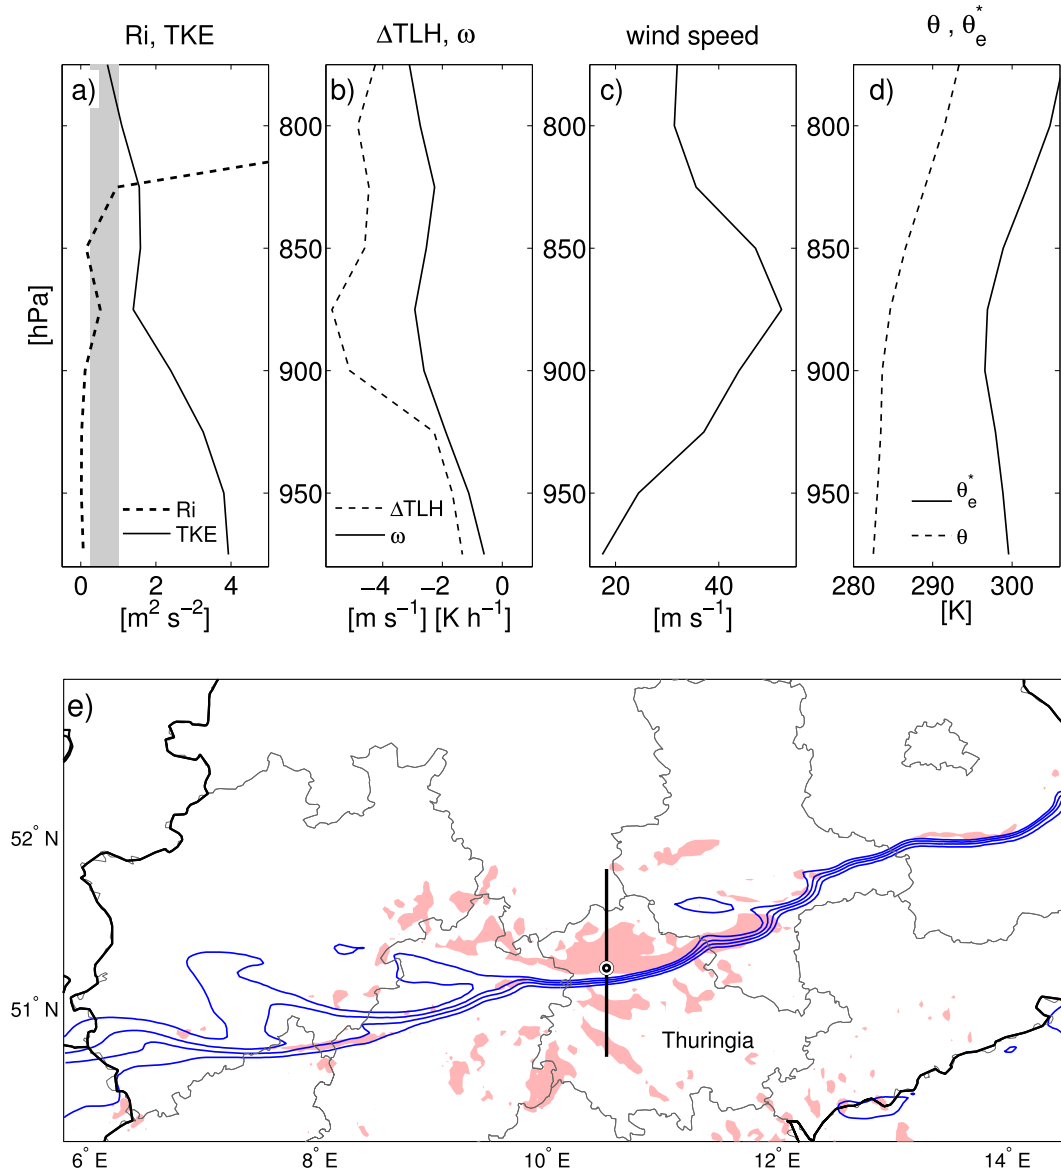 Ri, TKE
ΔTLH, ω
wind speed
θ , θₑ*
a)
b)
c)
d)
[hPa]
800 800 800
850 850 850
900 900 900
950 950 950
Ri
TKE
ΔTLH
ω
θₑ*
θ
0 2 4
−4 −2 0
20 40
280 290 300
[m² s⁻²]
[m s⁻¹] [K h⁻¹]
[m s⁻¹]
[K]
e)
52° N
51° N
Thuringia
6° E
8° E
10° E
12° E
14° E